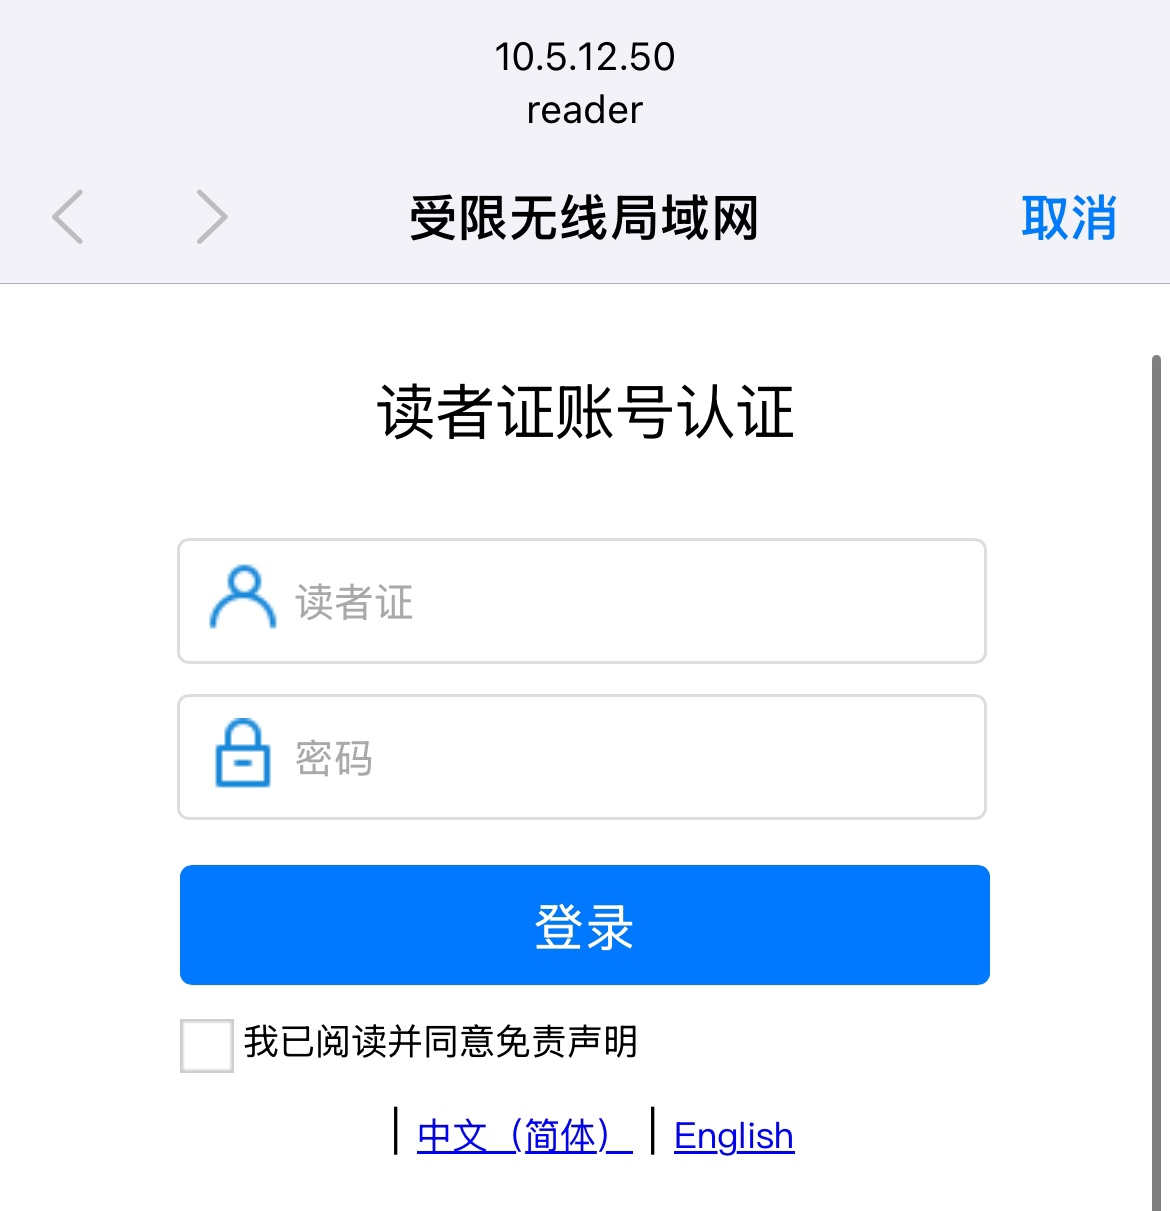 10.5.12.50
reader
受限无线局域网 取消
读者证账号认证
读者证
密码
登录
我已阅读并同意免责声明
| 中文（简体） | English